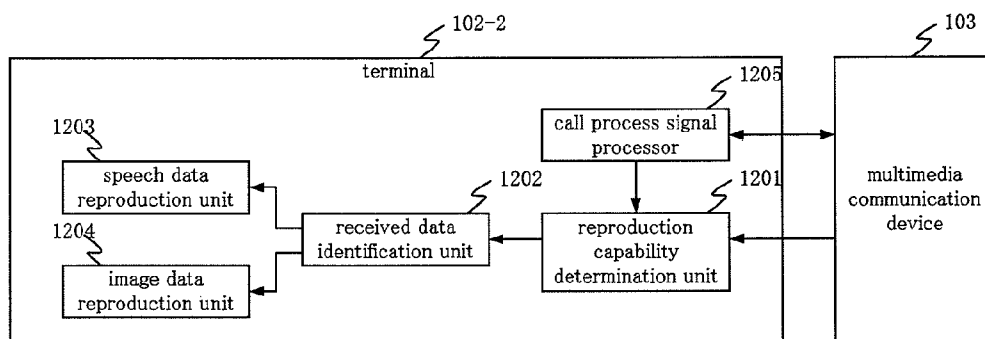 102-2
103
terminal
1205
call process signal
processor
1203
speech data
reproduction unit
1202
1201
multimedia
communication
device
received data
identification unit
reproduction
capability
determination unit
1204
image data
reproduction unit